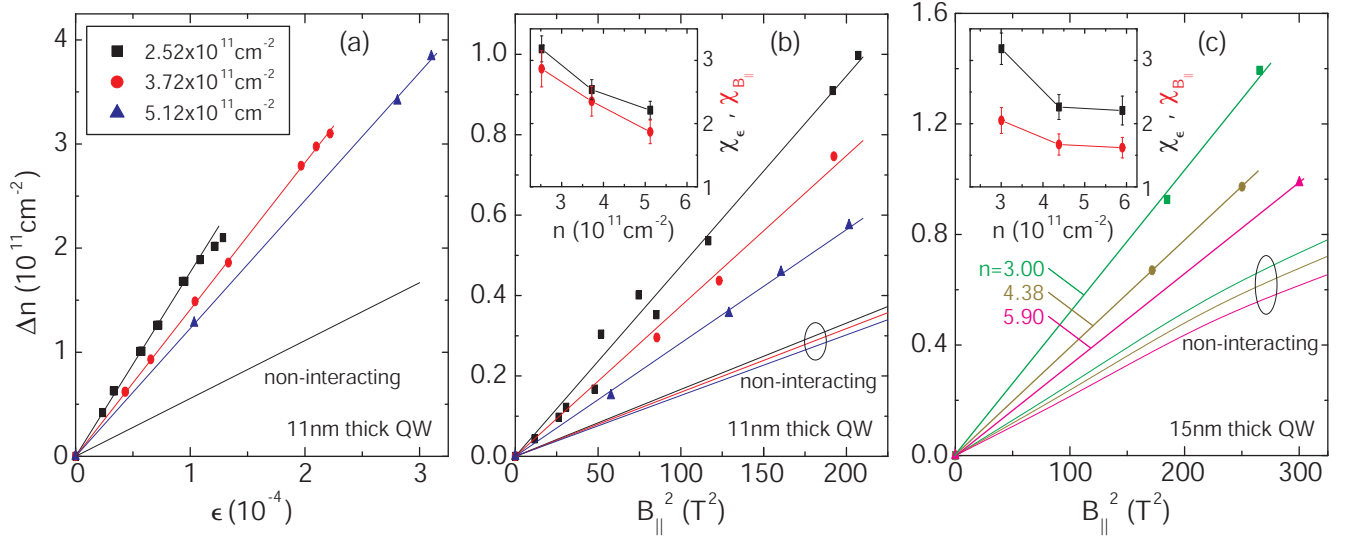 (a)
2.52x10¹¹cm⁻²
3.72x10¹¹cm⁻²
5.12x10¹¹cm⁻²
4
3
2
1
0
Δn (10¹¹cm⁻²)
non-interacting
11nm thick QW
0 1 2 3
ϵ (10⁻⁴)
(b)
1.0
0.8
0.6
0.4
0.2
0.0
3
2
1
χ_ϵ , χ_B∥
3 4 5 6
n (10¹¹cm⁻²)
non-interacting
11nm thick QW
0 50 100 150 200
B∥² (T²)
(c)
1.6
1.2
0.8
0.4
0.0
3
2
1
χ_ϵ , χ_B∥
3 4 5 6
n (10¹¹cm⁻²)
n=3.00
4.38
5.90
non-interacting
15nm thick QW
0 100 200 300
B∥² (T²)